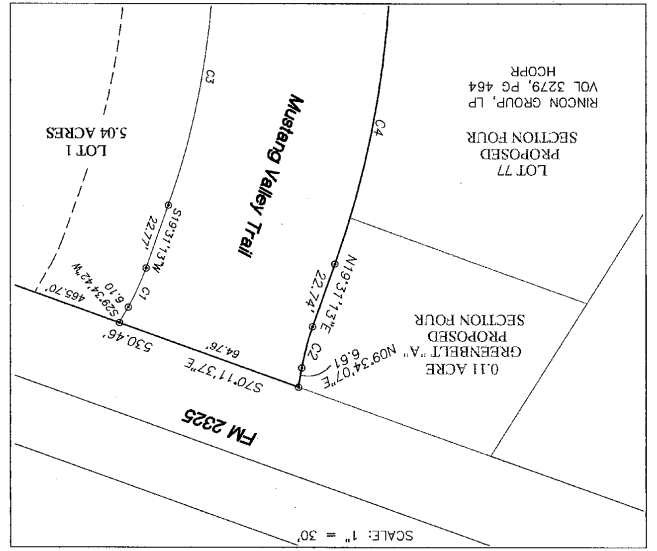 SCALE: 1" = 30'
FM 2325
S70°11'37"E
64.76'
530.46'
465.70'
N09°34'07"E
6.61
C2
22.74'
N19°31'13"E
S29°34'42"W
6.10
C1
22.77'
S19°31'13"W
0.11 ACRE
GREENBELT "A"
PROPOSED
SECTION FOUR
Mustang Valley Trail
C4
C3
LOT 77
PROPOSED
SECTION FOUR
RINCON GROUP, LP
VOL 3279, PG 464
HCOPR
LOT 1
5.04 ACRES